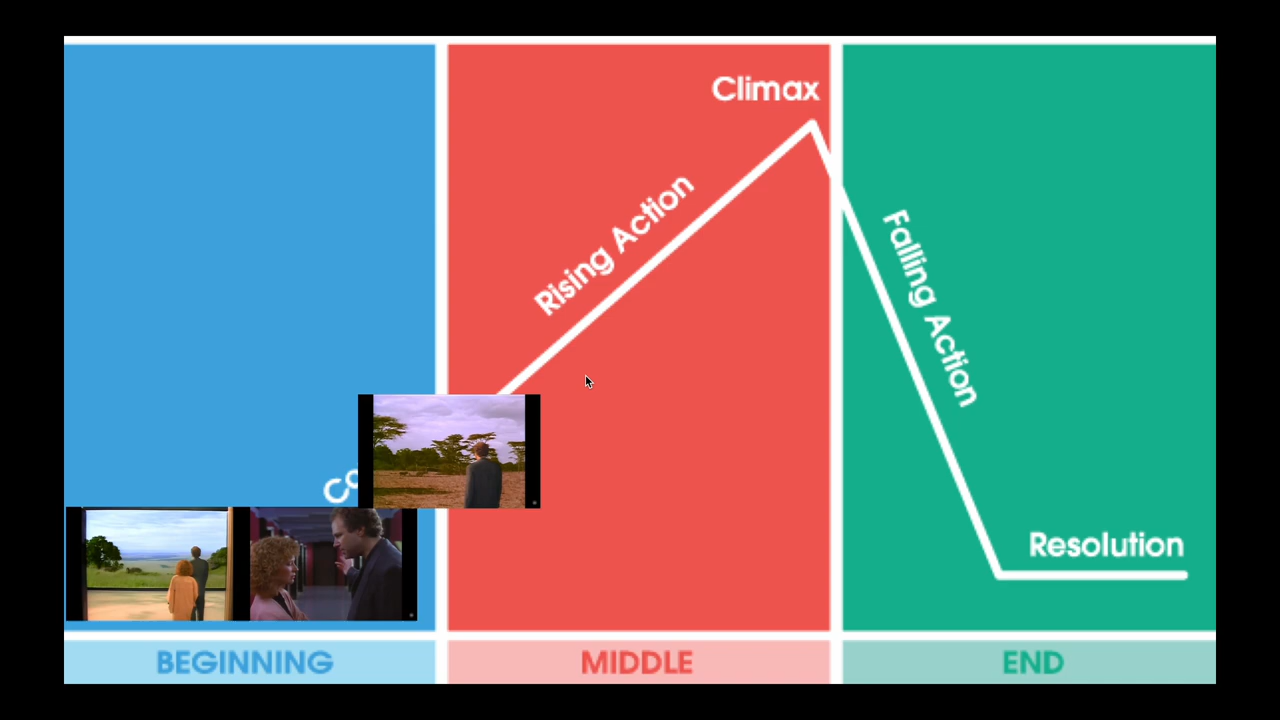 Climax
Rising Action
Falling Action
Resolution
BEGINNING
MIDDLE
END